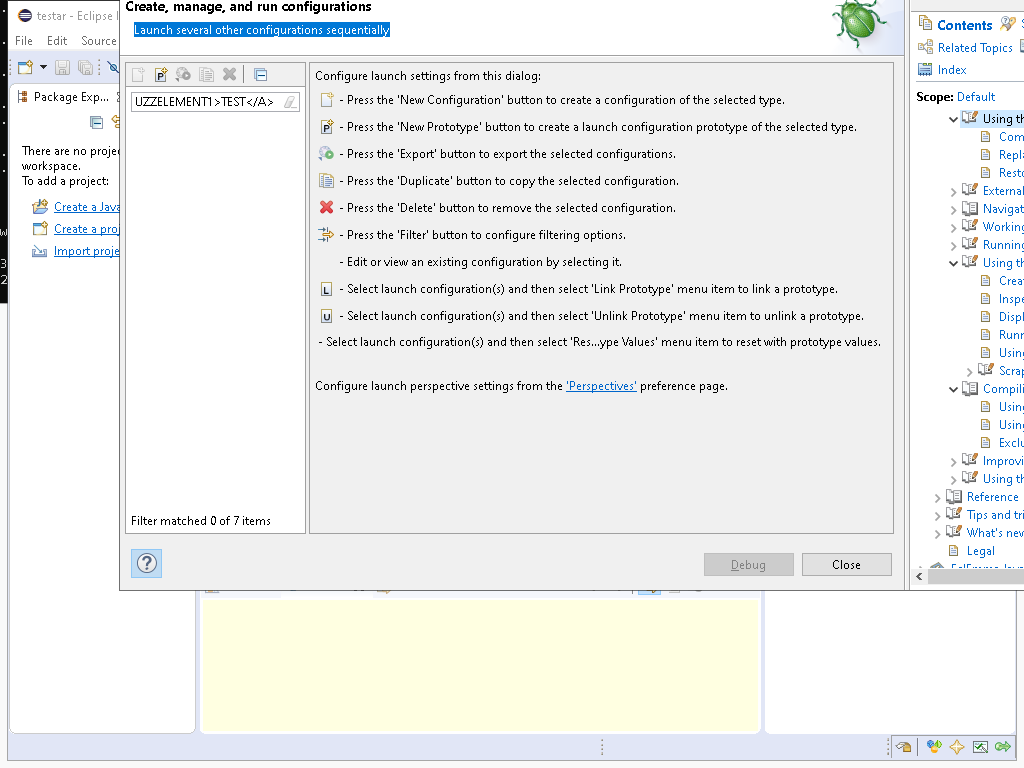 testar - Eclipse
File Edit Source
Package Exp...
There are no
workspace.
To add a project:
Create a Java
Create a
Import
Create, manage, and run configurations
Launch several other configurations sequentially
UZZELEMENT1>TEST</A>
Filter matched 0 of 7 items
Configure launch settings from this dialog:
- Press the 'New Configuration' button to create a configuration of the selected type.
- Press the 'New Prototype' button to create a launch configuration prototype of the selected type.
- Press the 'Export' button to export the selected configurations.
- Press the 'Duplicate' button to copy the selected configuration.
- Press the 'Delete' button to remove the selected configuration.
- Press the 'Filter' button to configure filtering options.
- Edit or view an existing configuration by selecting it.
L - Select launch configuration(s) and then select 'Link Prototype' menu item to link a prototype.
U - Select launch configuration(s) and then select 'Unlink Prototype' menu item to unlink a prototype.
- Select launch configuration(s) and then select 'Res...ype Values' menu item to reset with prototype values.
Configure launch perspective settings from the 'Perspectives' preference page.
Debug
Close
Contents
Related Topics
Index
Scope: Default
Using th
Com
Repla
Resto
External
Navigat
Working
Running
Using th
Creat
Inspe
Displ
Runn
Using
Scrap
Compili
Using
Using
Exclu
Improvi
Using th
Reference
Tips and tri
What's new
Legal